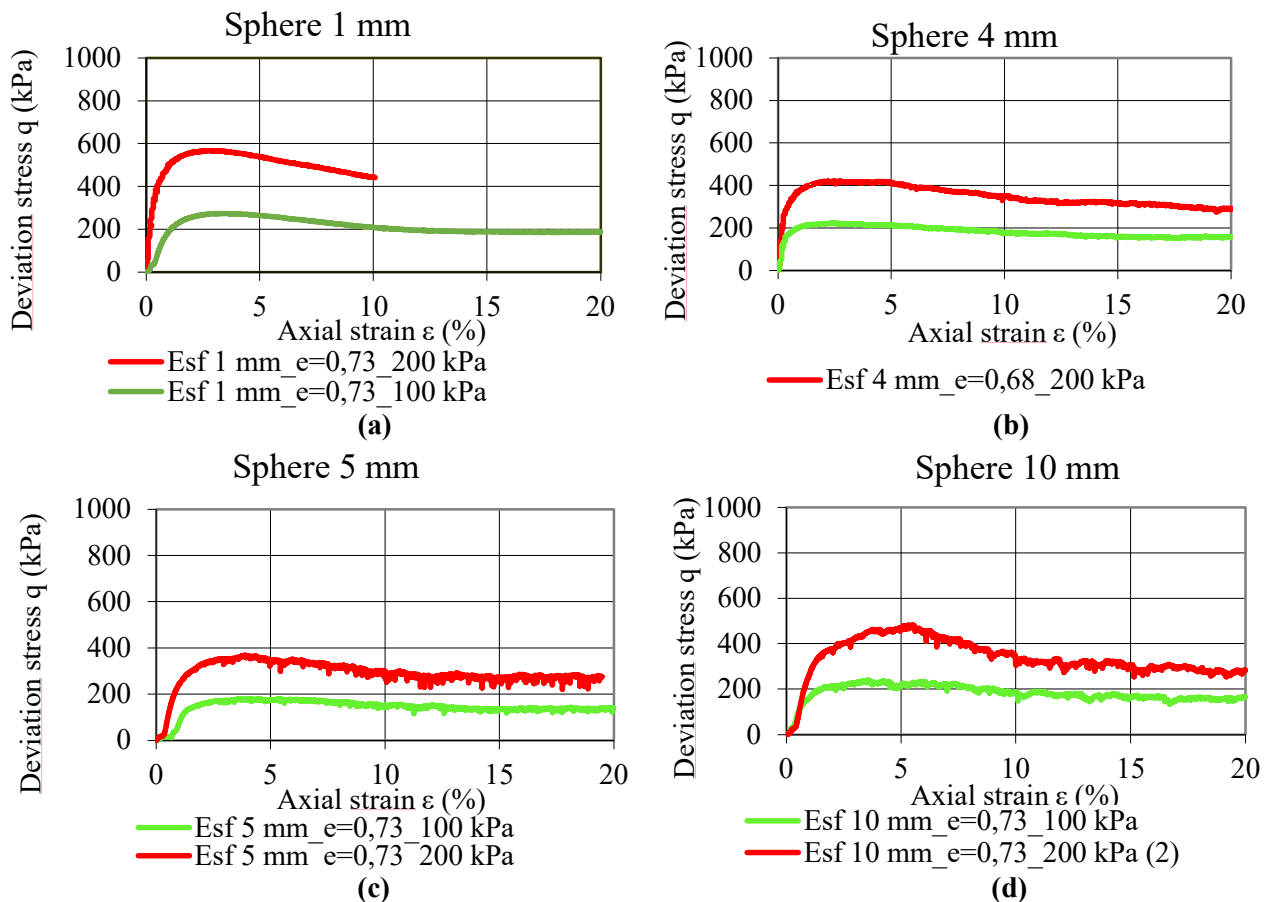 Sphere 1 mm
Deviation stress q (kPa)
1000
800
600
400
200
0
0 5 10 15 20
Axial strain ε (%)
Esf 1 mm_e=0,73_200 kPa
Esf 1 mm_e=0,73_100 kPa
(a)
Sphere 4 mm
Deviation stress q (kPa)
1000
800
600
400
200
0
0 5 10 15 20
Axial strain ε (%)
Esf 4 mm_e=0,68_200 kPa
(b)
Sphere 5 mm
Deviation stress q (kPa)
1000
800
600
400
200
0
0 5 10 15 20
Axial strain ε (%)
Esf 5 mm_e=0,73_100 kPa
Esf 5 mm_e=0,73_200 kPa
(c)
Sphere 10 mm
Deviation stress q (kPa)
1000
800
600
400
200
0
0 5 10 15 20
Axial strain ε (%)
Esf 10 mm_e=0,73_100 kPa
Esf 10 mm_e=0,73_200 kPa (2)
(d)